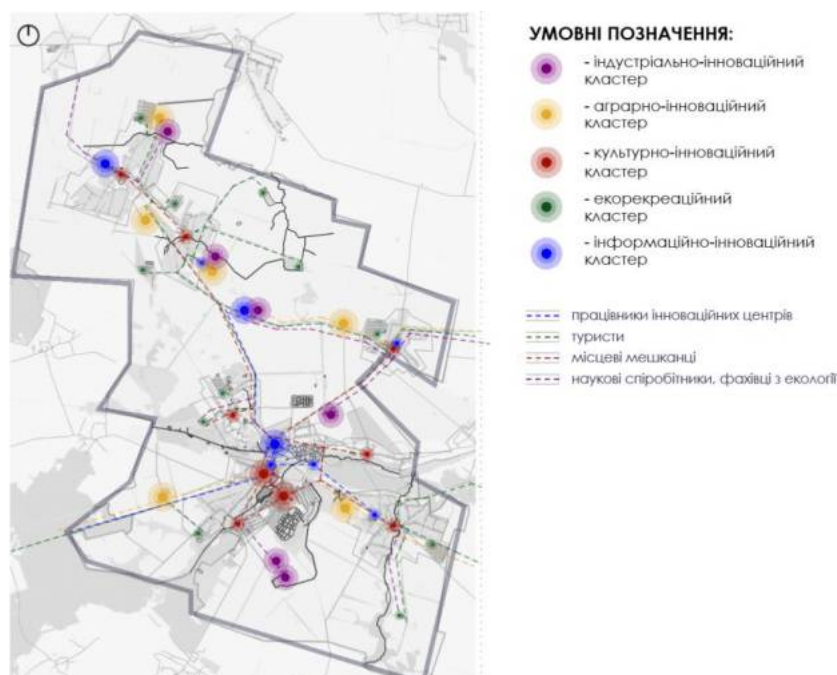 УМОВНІ ПОЗНАЧЕННЯ:
- індустріально-інноваційний
кластер
- аграрно-інноваційний
кластер
- культурно-інноваційний
кластер
- екорекреаційний
кластер
- інформаційно-інноваційний
кластер
працівники інноваційних центрів
туристи
місцеві мешканці
наукові спіробітники, фахівці з екології